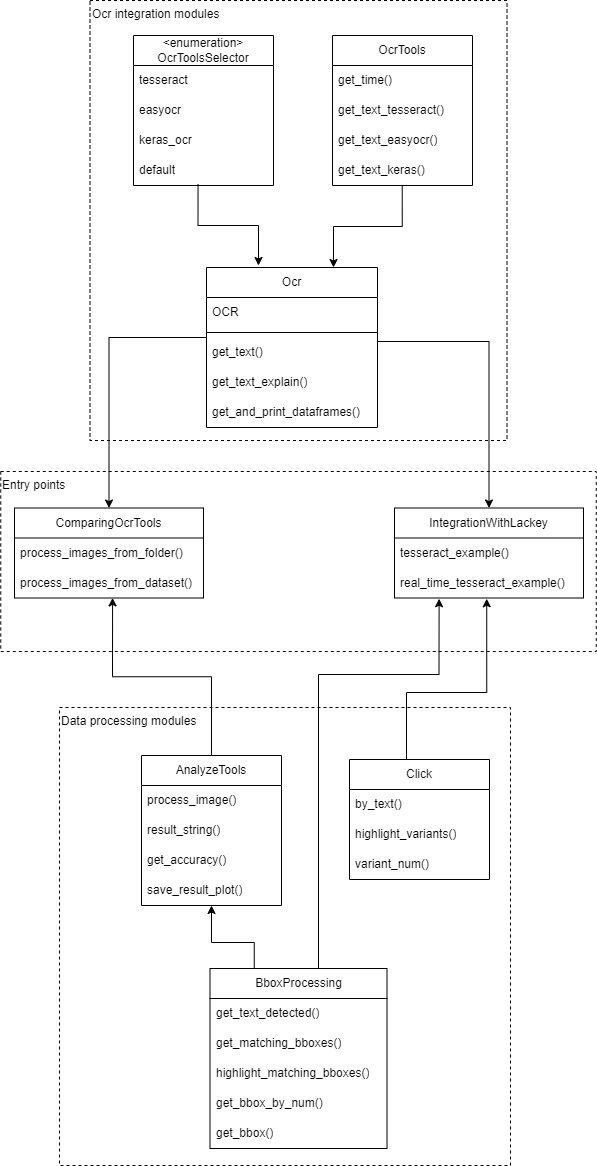 Ocr integration modules
<enumeration>
OcrToolsSelector
tesseract
easyocr
keras_ocr
default
OcrTools
get_time()
get_text_tesseract()
get_text_easyocr()
get_text_keras()
Ocr
OCR
get_text()
get_text_explain()
get_and_print_dataframes()
Entry points
ComparingOcrTools
process_images_from_folder()
process_images_from_dataset()
IntegrationWithLackey
tesseract_example()
real_time_tesseract_example()
Data processing modules
AnalyzeTools
process_image()
result_string()
get_accuracy()
save_result_plot()
Click
by_text()
highlight_variants()
variant_num()
BboxProcessing
get_text_detected()
get_matching_bboxes()
highlight_matching_bboxes()
get_bbox_by_num()
get_bbox()